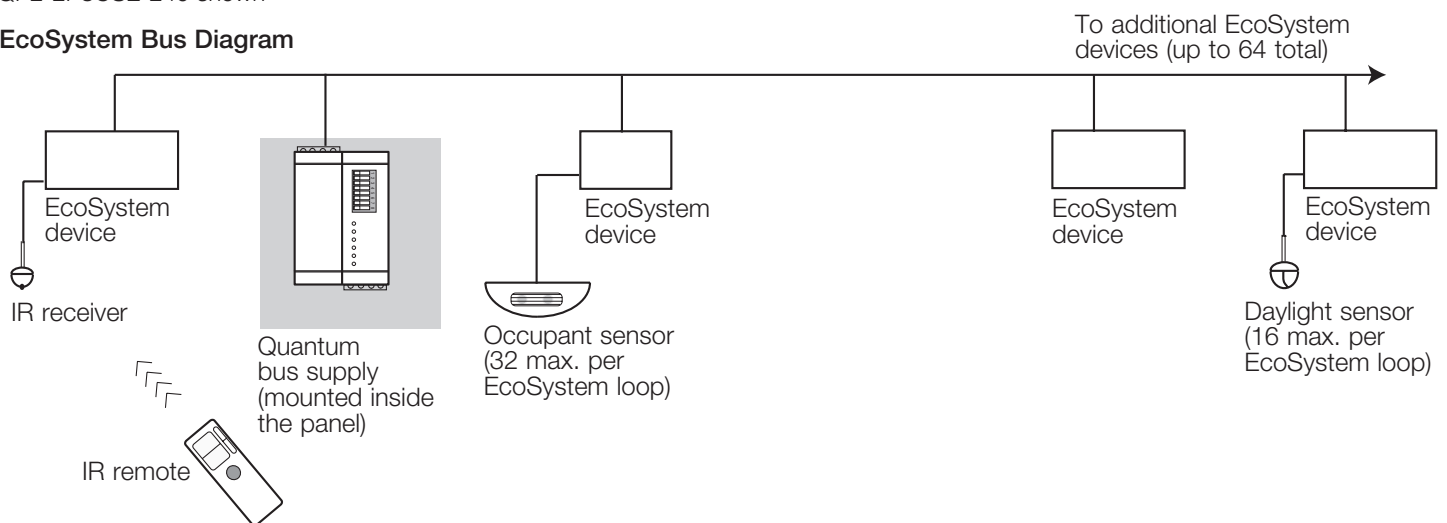 EcoSystem Bus Diagram
To additional EcoSystem
devices (up to 64 total)
EcoSystem
device
IR receiver
IR remote
Quantum
bus supply
(mounted inside
the panel)
EcoSystem
device
Occupant sensor
(32 max. per
EcoSystem loop)
EcoSystem
device
EcoSystem
device
Daylight sensor
(16 max. per
EcoSystem loop)